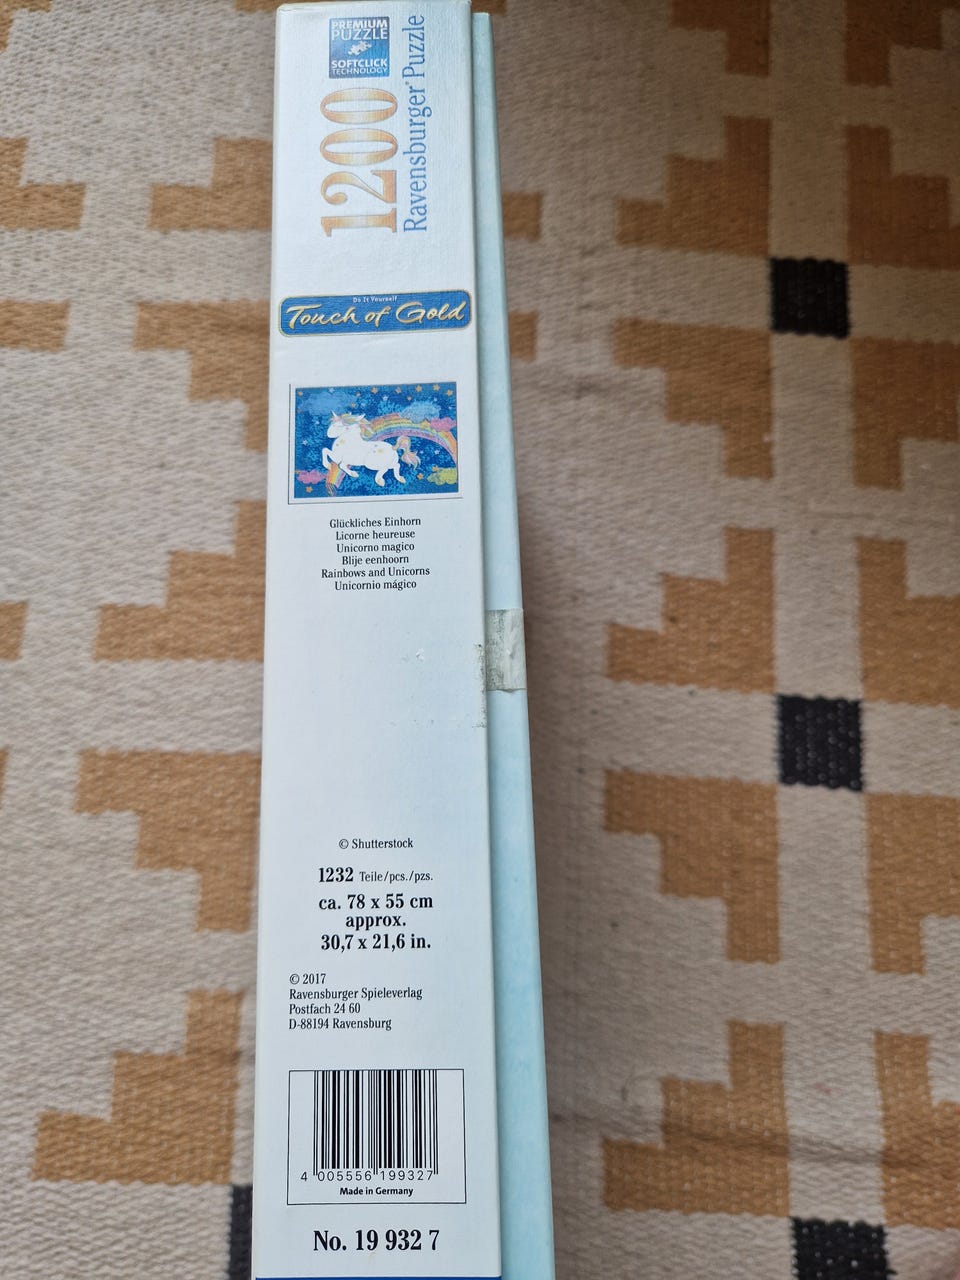 PREMIUM
PUZZLE
SOFTCLICK
TECHNOLOGY
1200
Ravensburger® Puzzle
Do It Yourself
Touch of Gold
Glückliches Einhorn
Licorne heureuse
Unicorno magico
Blije eenhoorn
Rainbows and Unicorns
Unicornio mágico
© Shutterstock
1232 Teile/pcs./pzs.
ca. 78 x 55 cm
approx.
30,7 x 21,6 in.
© 2017
Ravensburger Spieleverlag
Postfach 24 60
D-88194 Ravensburg
4 005556 199327
Made in Germany
No. 19 932 7